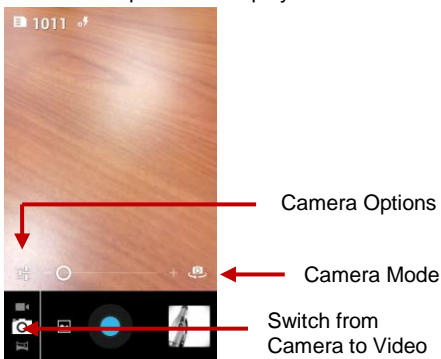 1011
Camera Options
Camera Mode
Switch from
Camera to Video